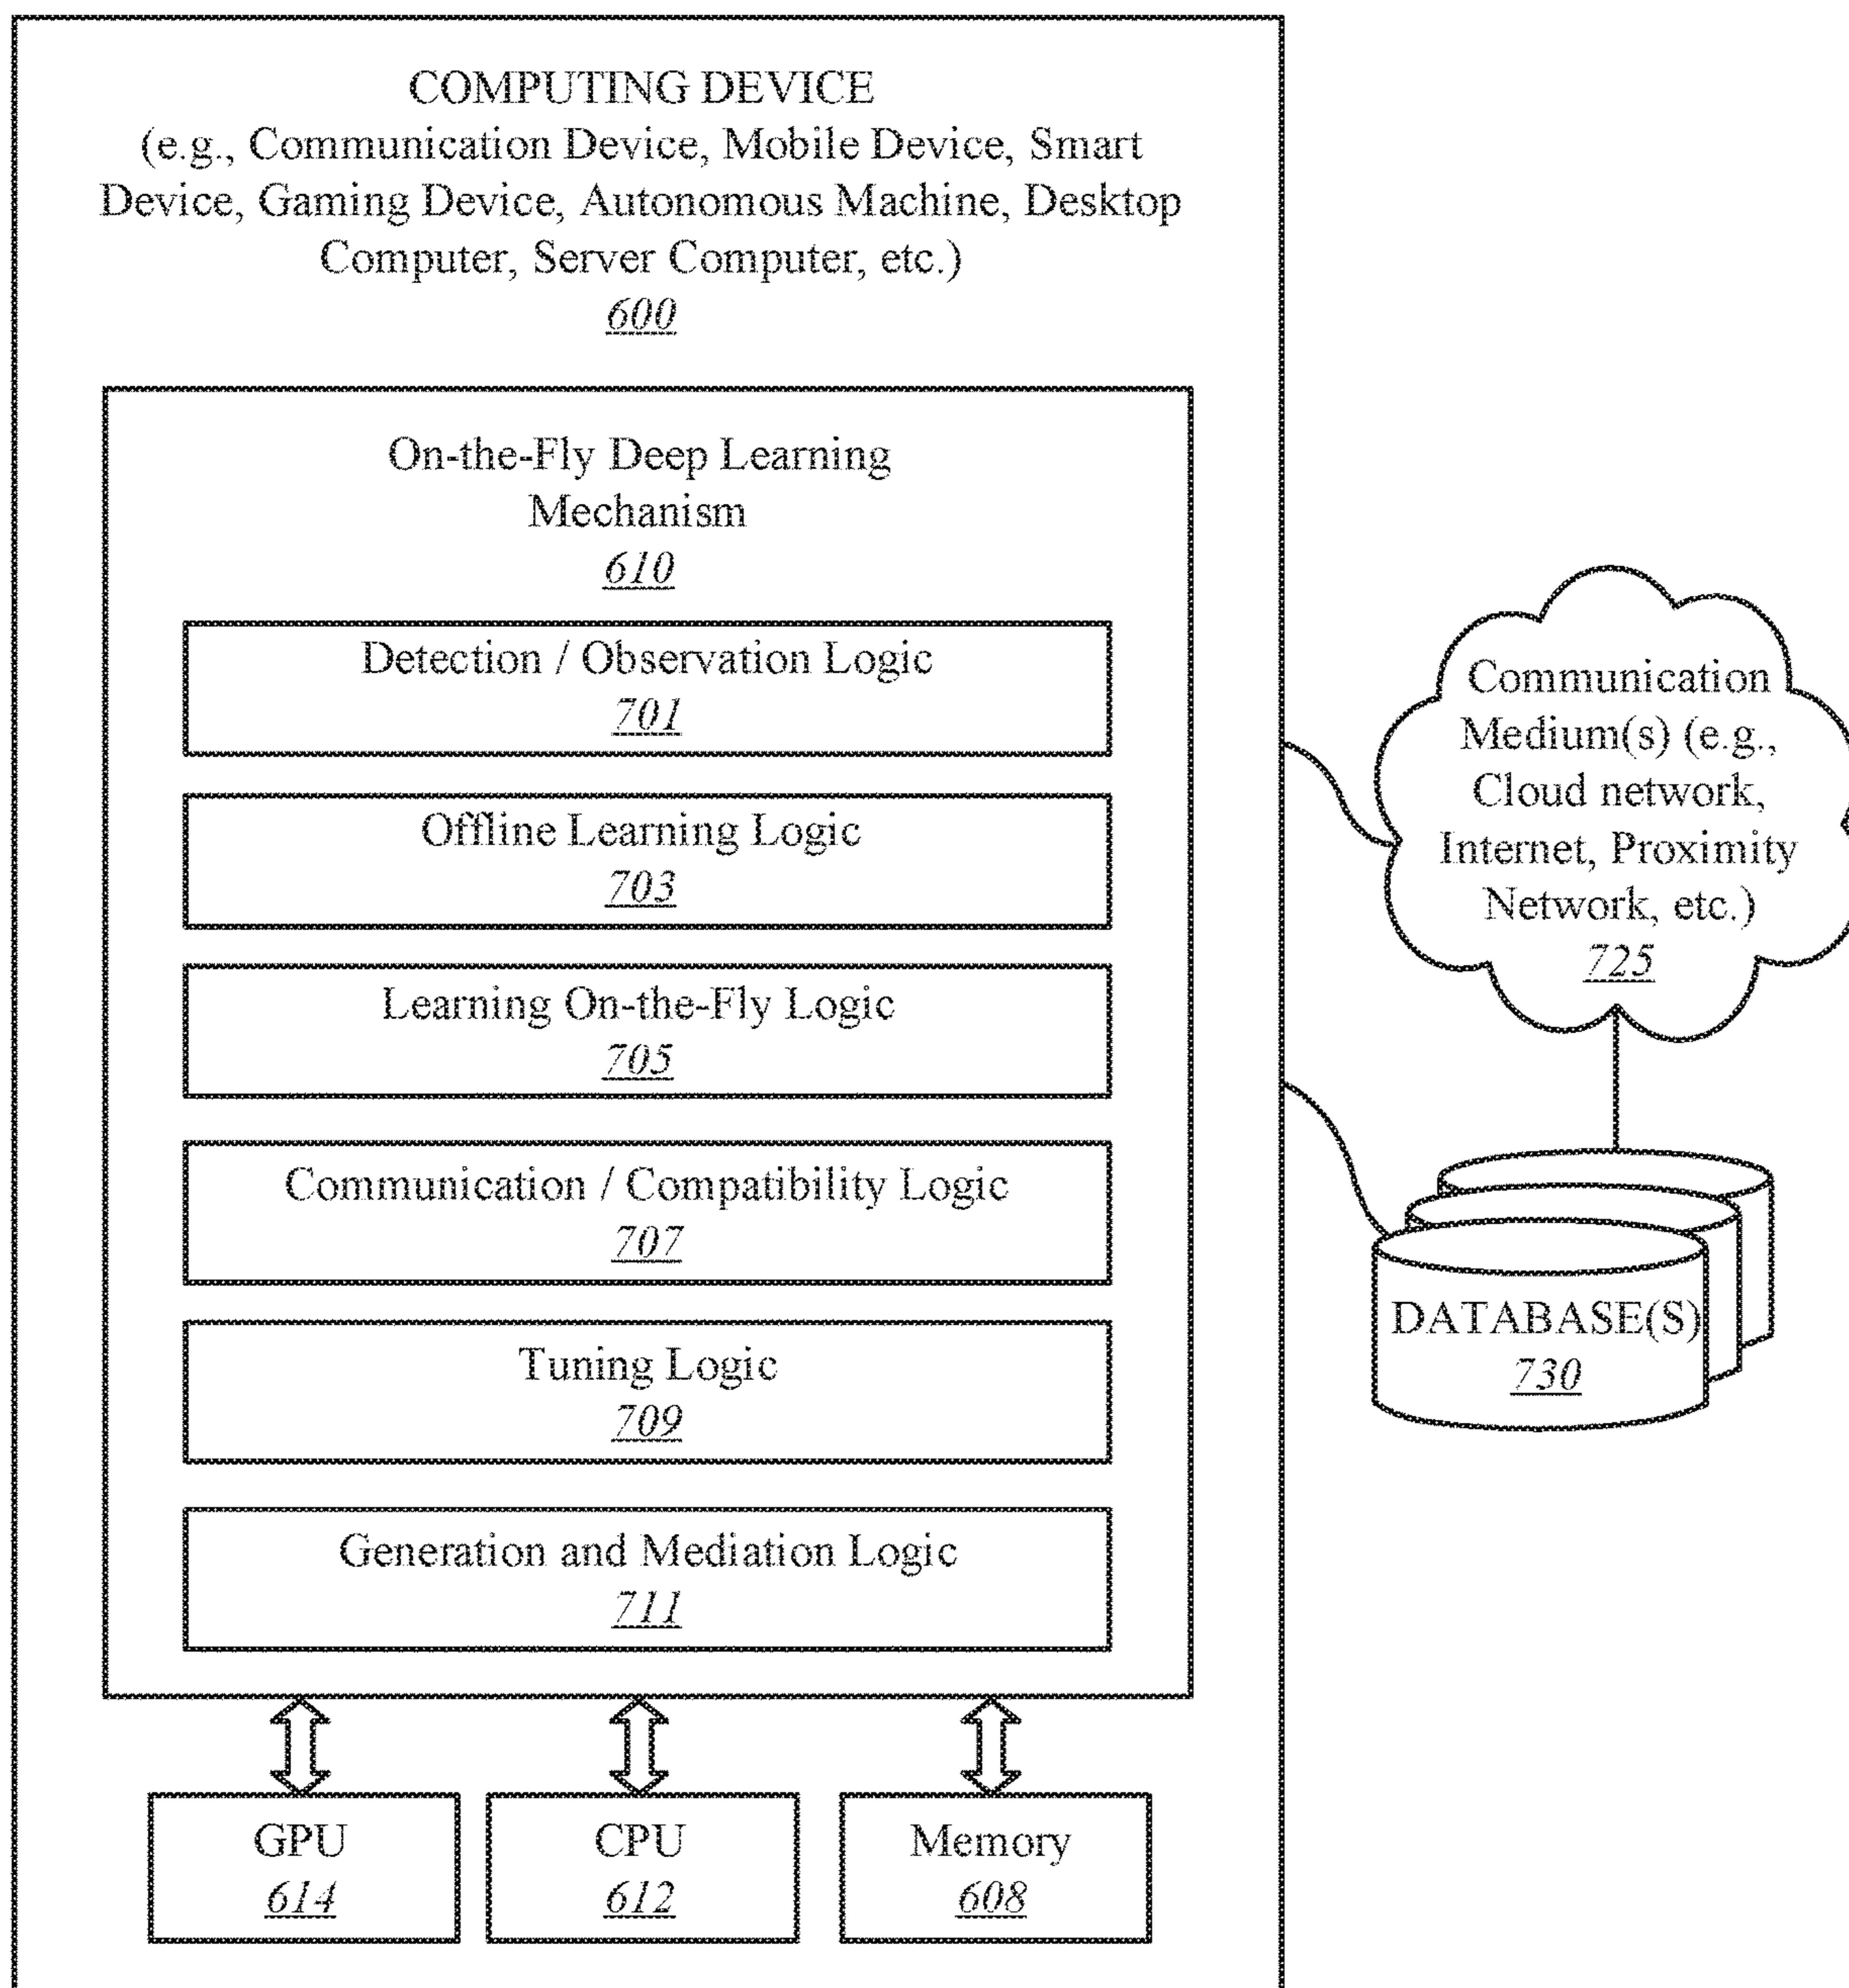 COMPUTING DEVICE
(e.g., Communication Device, Mobile Device, Smart
Device, Gaming Device, Autonomous Machine, Desktop
Computer, Server Computer, etc.)
600
On-the-Fly Deep Learning
Mechanism
610
Detection / Observation Logic
701
Offline Learning Logic
703
Learning On-the-Fly Logic
705
Communication / Compatibility Logic
707
Tuning Logic
709
Generation and Mediation Logic
711
GPU
614
CPU
612
Memory
608
Communication
Medium(s) (e.g.,
Cloud network,
Internet, Proximity
Network, etc.)
725
DATABASE(S)
730